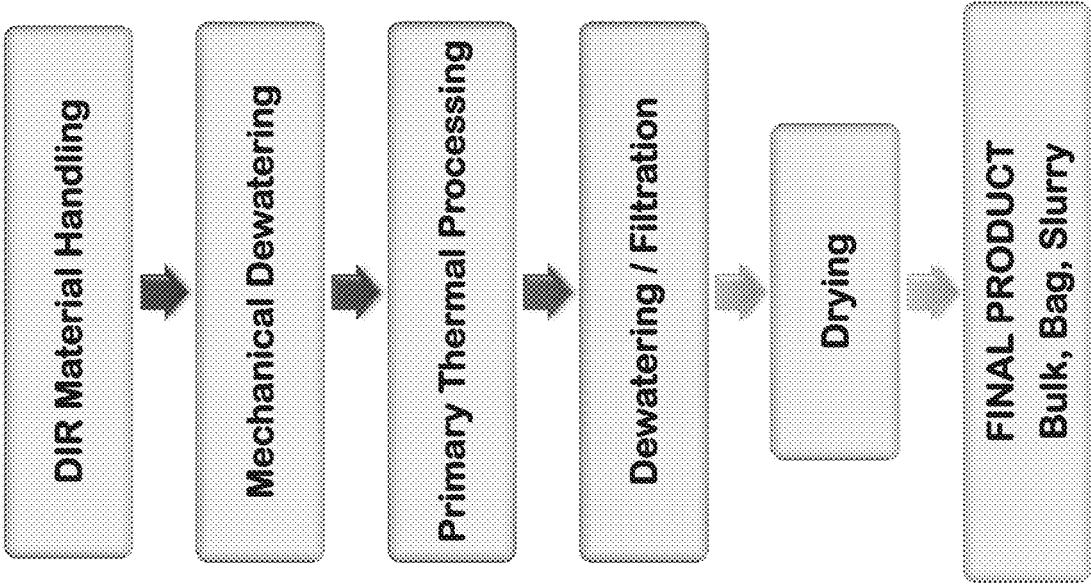 DIR Material Handling
Mechanical Dewatering
Primary Thermal Processing
Dewatering / Filtration
Drying
FINAL PRODUCT
Bulk, Bag, Slurry